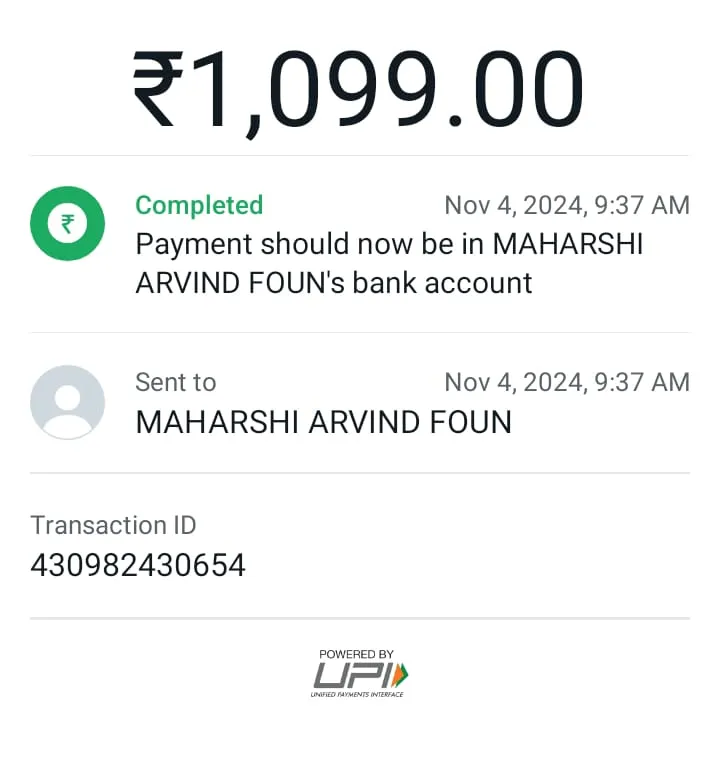 ₹1,099.00
Completed
Nov 4, 2024, 9:37 AM
Payment should now be in MAHARSHI
ARVIND FOUN's bank account
Sent to
Nov 4, 2024, 9:37 AM
MAHARSHI ARVIND FOUN
Transaction ID
430982430654
POWERED BY
UPI
UNIFIED PAYMENTS INTERFACE